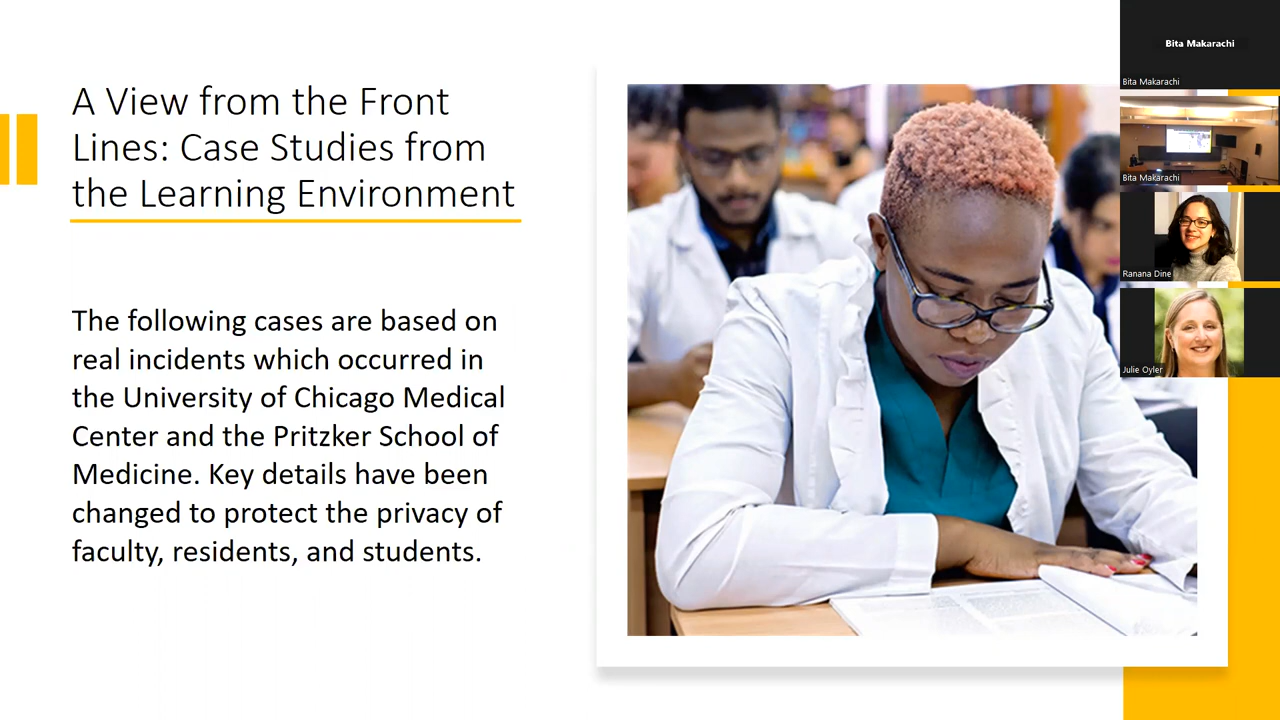 A View from the Front
Lines: Case Studies from
the Learning Environment
The following cases are based on
real incidents which occurred in
the University of Chicago Medical
Center and the Pritzker School of
Medicine. Key details have been
changed to protect the privacy of
faculty, residents, and students.
Bita Makarachi
Bita Makarachi
Bita Makarachi
Ranana Dine
Julie Oyler